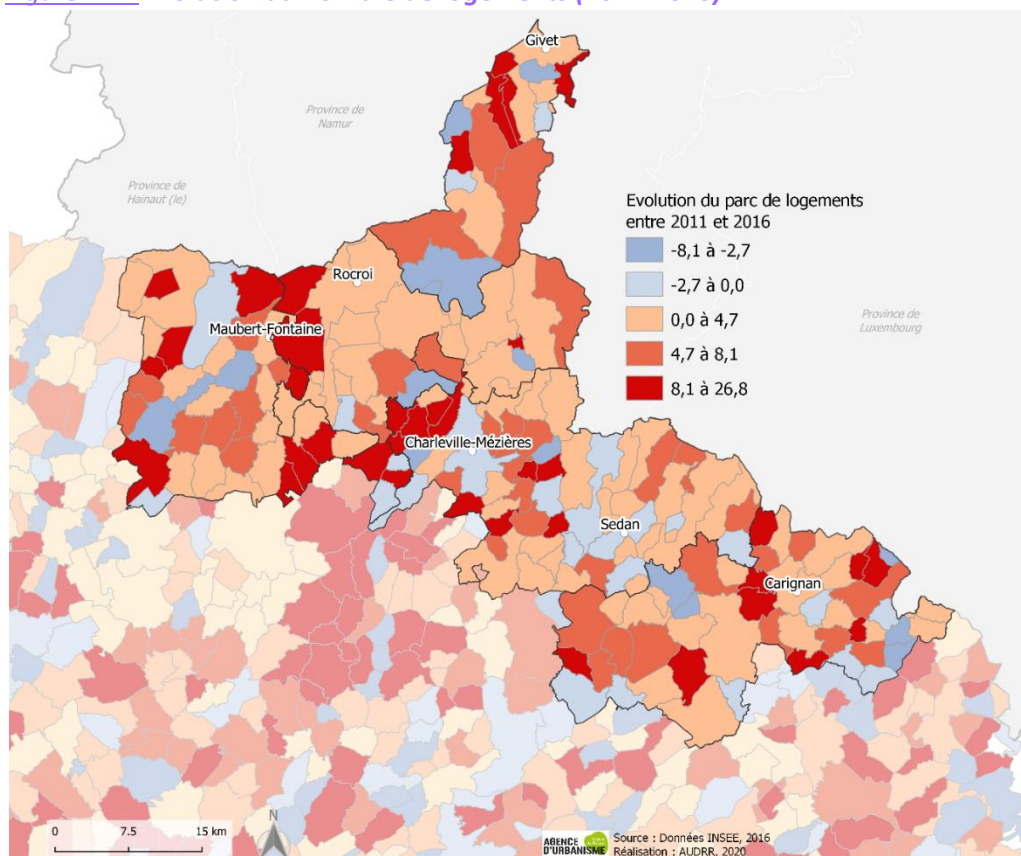 Givet
Province de
Namur
Province de
Hainaut (le)
Evolution du parc de logements
entre 2011 et 2016
-8,1 à -2,7
-2,7 à 0,0
0,0 à 4,7
4,7 à 8,1
8,1 à 26,8
Rocroi
Province de
Luxembourg
Maubert-Fontaine
Charleville-Mézières
Sedan
Carignan
N
0 7.5 15 km
AGENCE
D'URBANISME
Source : Données INSEE, 2016
Réalisation : AUDRR, 2020